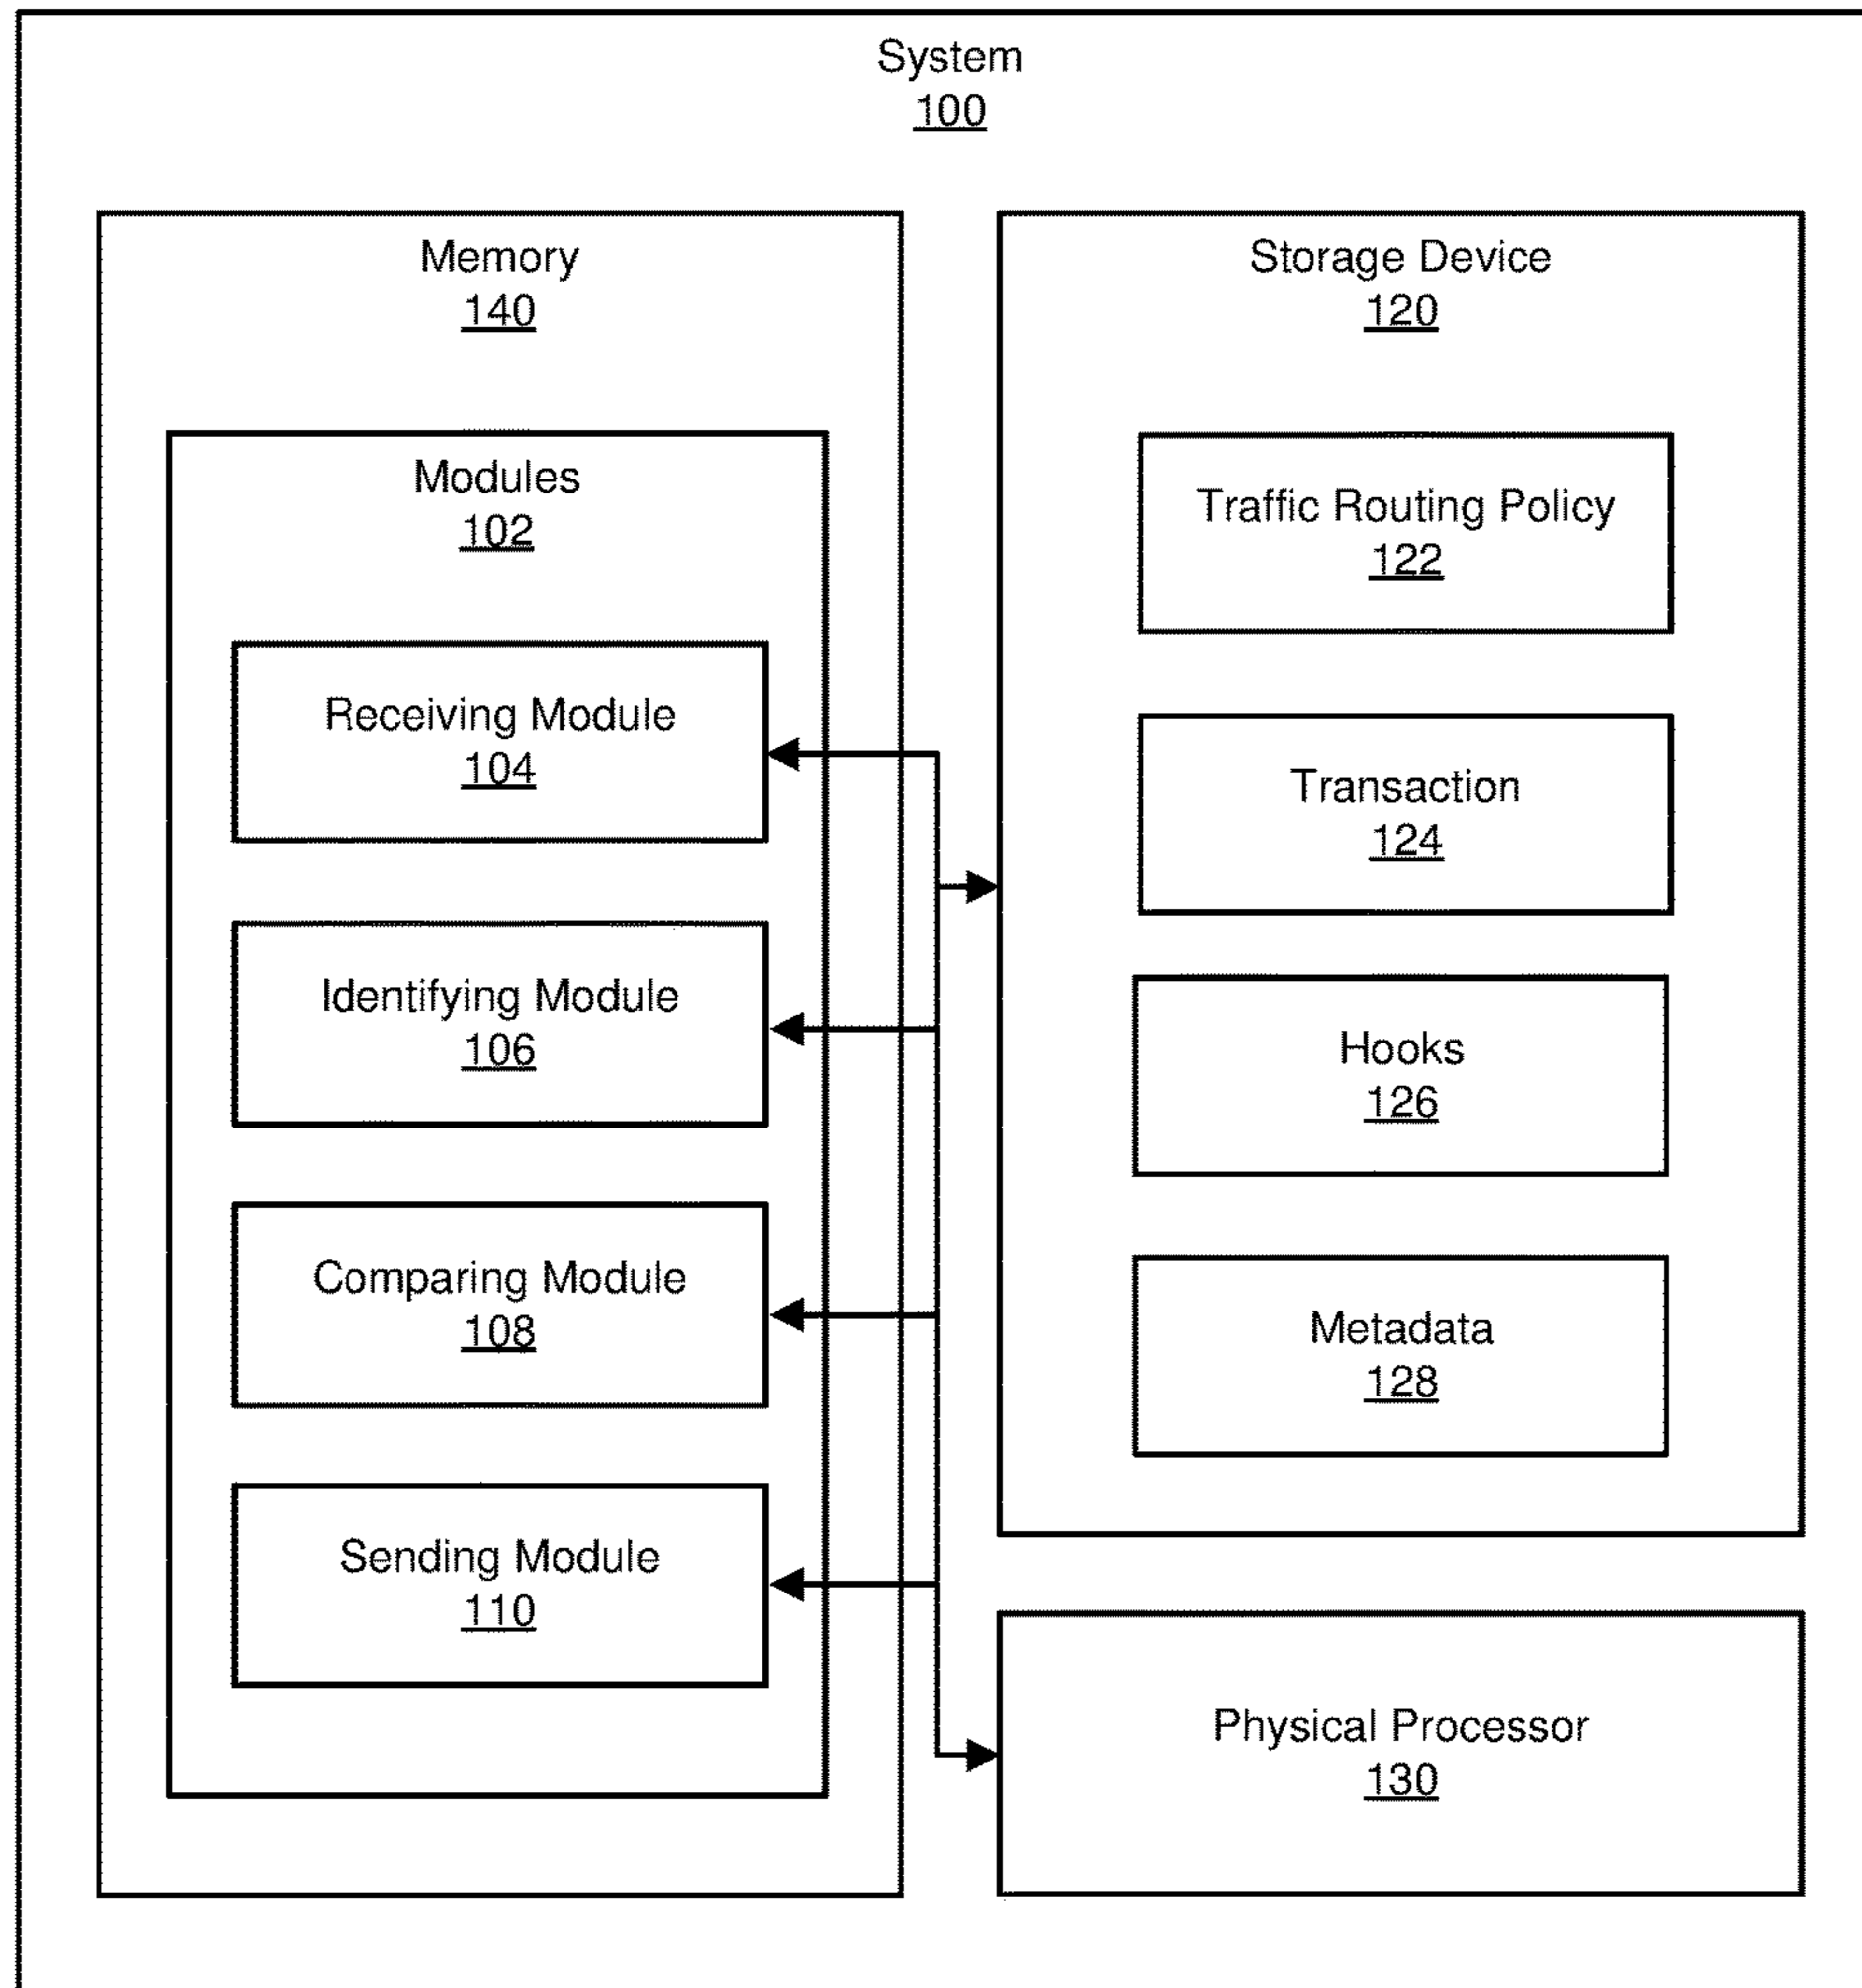 System
100
Memory
140
Modules
102
Receiving Module
104
Identifying Module
106
Comparing Module
108
Sending Module
110
Storage Device
120
Traffic Routing Policy
122
Transaction
124
Hooks
126
Metadata
128
Physical Processor
130